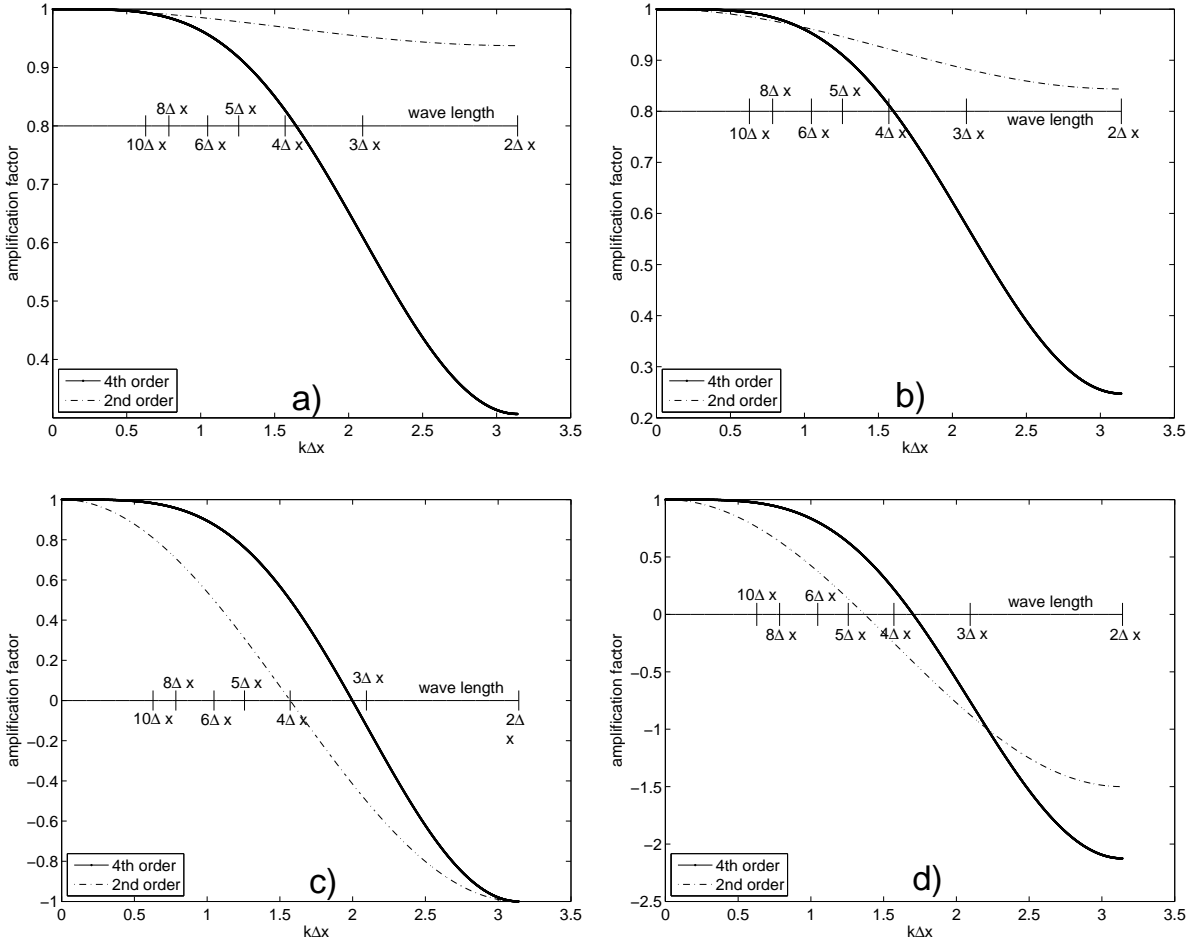 1
0.9
0.8
0.7
0.6
0.5
0.4
amplification factor
8Δ x
5Δ x
wave length
10Δ x
6Δ x
4Δ x
3Δ x
2Δ x
4th order
2nd order
a)
0
0.5
1
1.5
2
2.5
3
3.5
kΔx
1
0.9
0.8
0.7
0.6
0.5
0.4
0.3
0.2
amplification factor
8Δ x
5Δ x
wave length
10Δ x
6Δ x
4Δ x
3Δ x
2Δ x
4th order
2nd order
b)
0
0.5
1
1.5
2
2.5
3
3.5
kΔx
1
0.8
0.6
0.4
0.2
0
−0.2
−0.4
−0.6
−0.8
−1
amplification factor
8Δ x
5Δ x
3Δ x
wave length
10Δ x
6Δ x
4Δ x
2Δ
x
4th order
2nd order
c)
0
0.5
1
1.5
2
2.5
3
3.5
kΔx
1
0.5
0
−0.5
−1
−1.5
−2
−2.5
amplification factor
10Δ x
6Δ x
wave length
8Δ x
5Δ x
4Δ x
3Δ x
2Δ x
4th order
2nd order
d)
0
0.5
1
1.5
2
2.5
3
3.5
kΔx